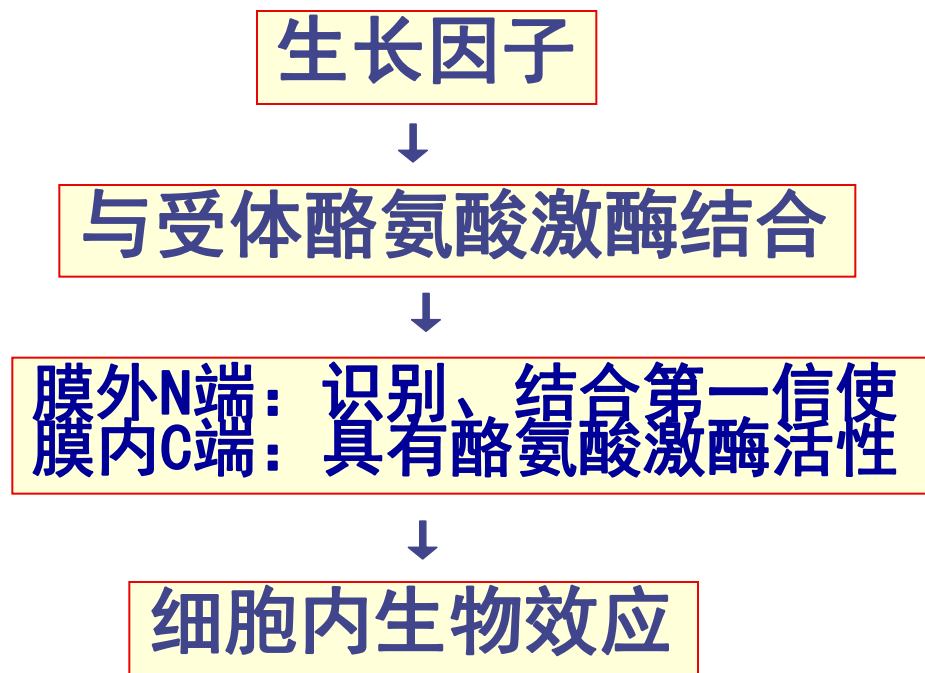 生长因子
↓
与受体酪氨酸激酶结合
↓
膜外N端：识别、结合第一信使
膜内C端：具有酪氨酸激酶活性
↓
细胞内生物效应